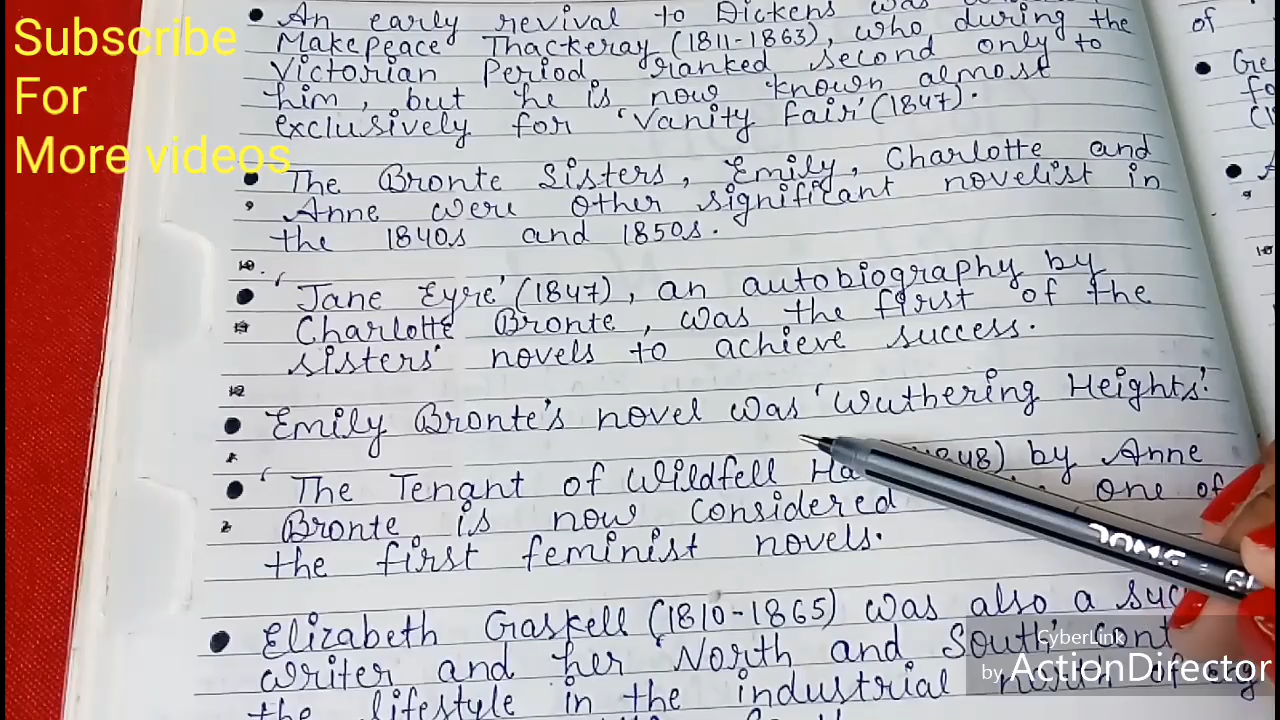 Subscribe
For
More videos
• An early revival to Dickens was
Makepeace Thackeray (1811-1863), who during the
Victorian Period, ranked second only to
him, but he is now known almost
exclusively for 'Vanity Fair' (1847).
• The Bronte Sisters, Emily, Charlotte and
Anne were other significant novelist in
the 1840s and 1850s.
• 'Jane Eyre' (1847), an autobiography by
Charlotte Bronte, was the first of the
sisters' novels to achieve success.
• Emily Bronte's novel was 'Wuthering Heights'.
• 'The Tenant of Wildfell Ha 1848) by Anne
Bronte is now considered one of
the first feminist novels.
• Elizabeth Gaskell (1810-1865) was also a suc
writer and her 'North and South' cont
the lifestyle in the industrial north of
of
•
CyberLink
by ActionDirector